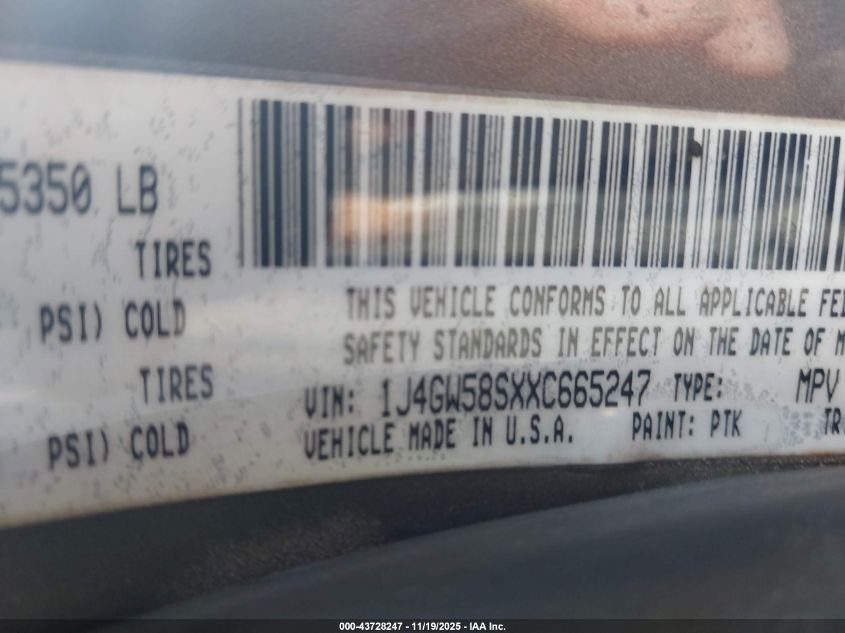 5350 LB
TIRES
PSI) COLD
TIRES
PSI) COLD
THIS VEHICLE CONFORMS TO ALL APPLICABLE FED
SAFETY STANDARDS IN EFFECT ON THE DATE OF M
VIN: 1J4GW58SXXC665247 TYPE: MPV
VEHICLE MADE IN U.S.A. PAINT: PTK TR
000-43728247 - 11/19/2025 - IAA Inc.